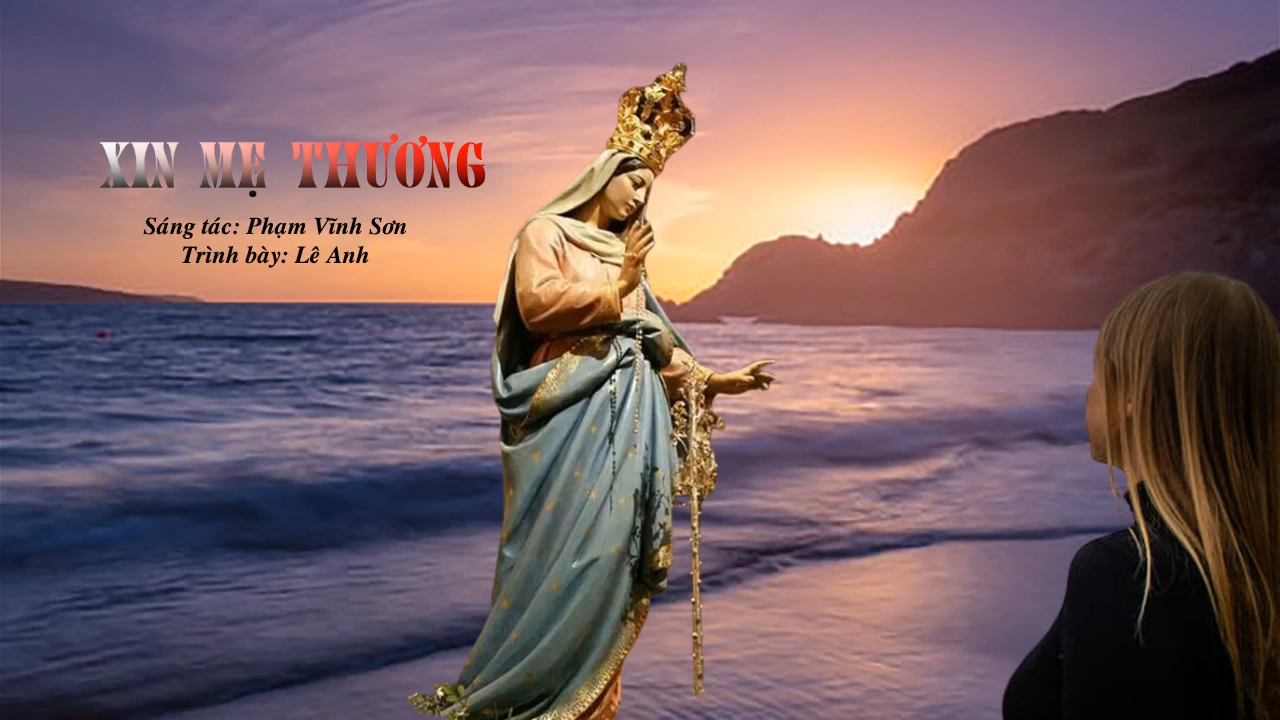 XIN MẸ THƯƠNG
Sáng tác: Phạm Vĩnh Sơn
Trình bày: Lê Anh